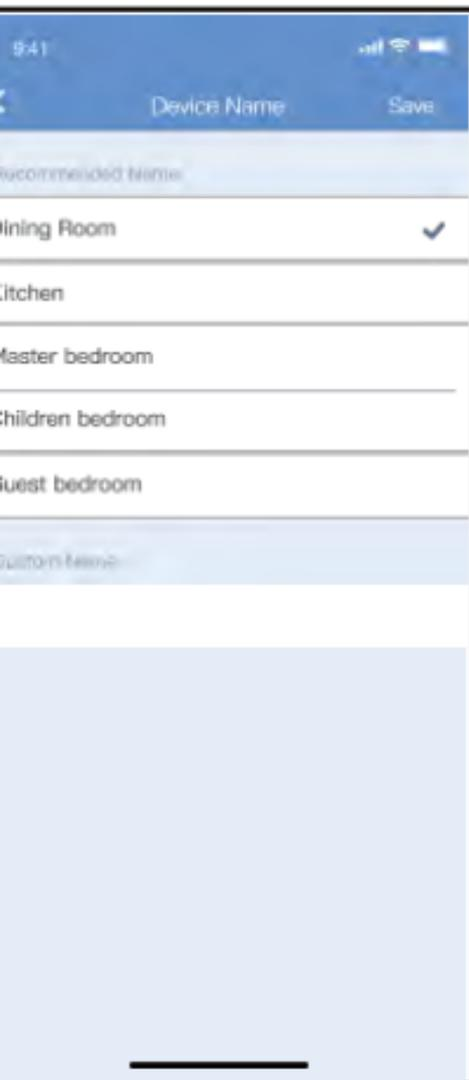 9:41
Device Name Save
Recommended Name
Dining Room
Kitchen
Master bedroom
Children bedroom
Guest bedroom
Custom Name